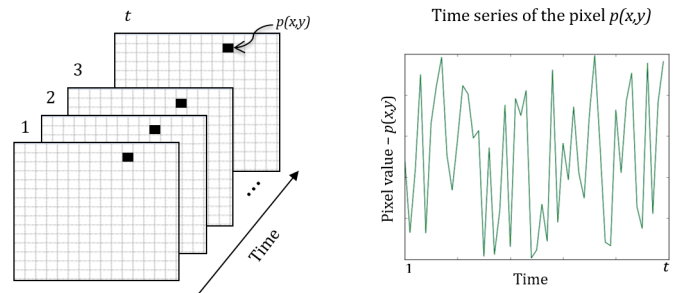 t
p(x,y)
3
2
1
...
Time
Time series of the pixel p(x,y)
Pixel value – p(x,y)
1
t
Time